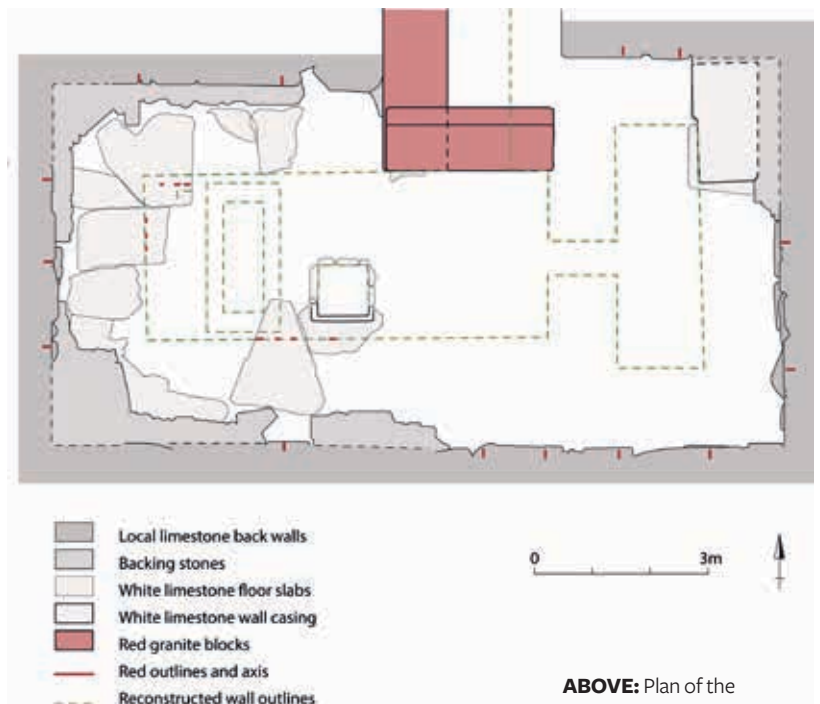 Local limestone back walls
Backing stones
White limestone floor slabs
White limestone wall casing
Red granite blocks
Red outlines and axis
Reconstructed wall outlines
0 3m
ABOVE: Plan of the